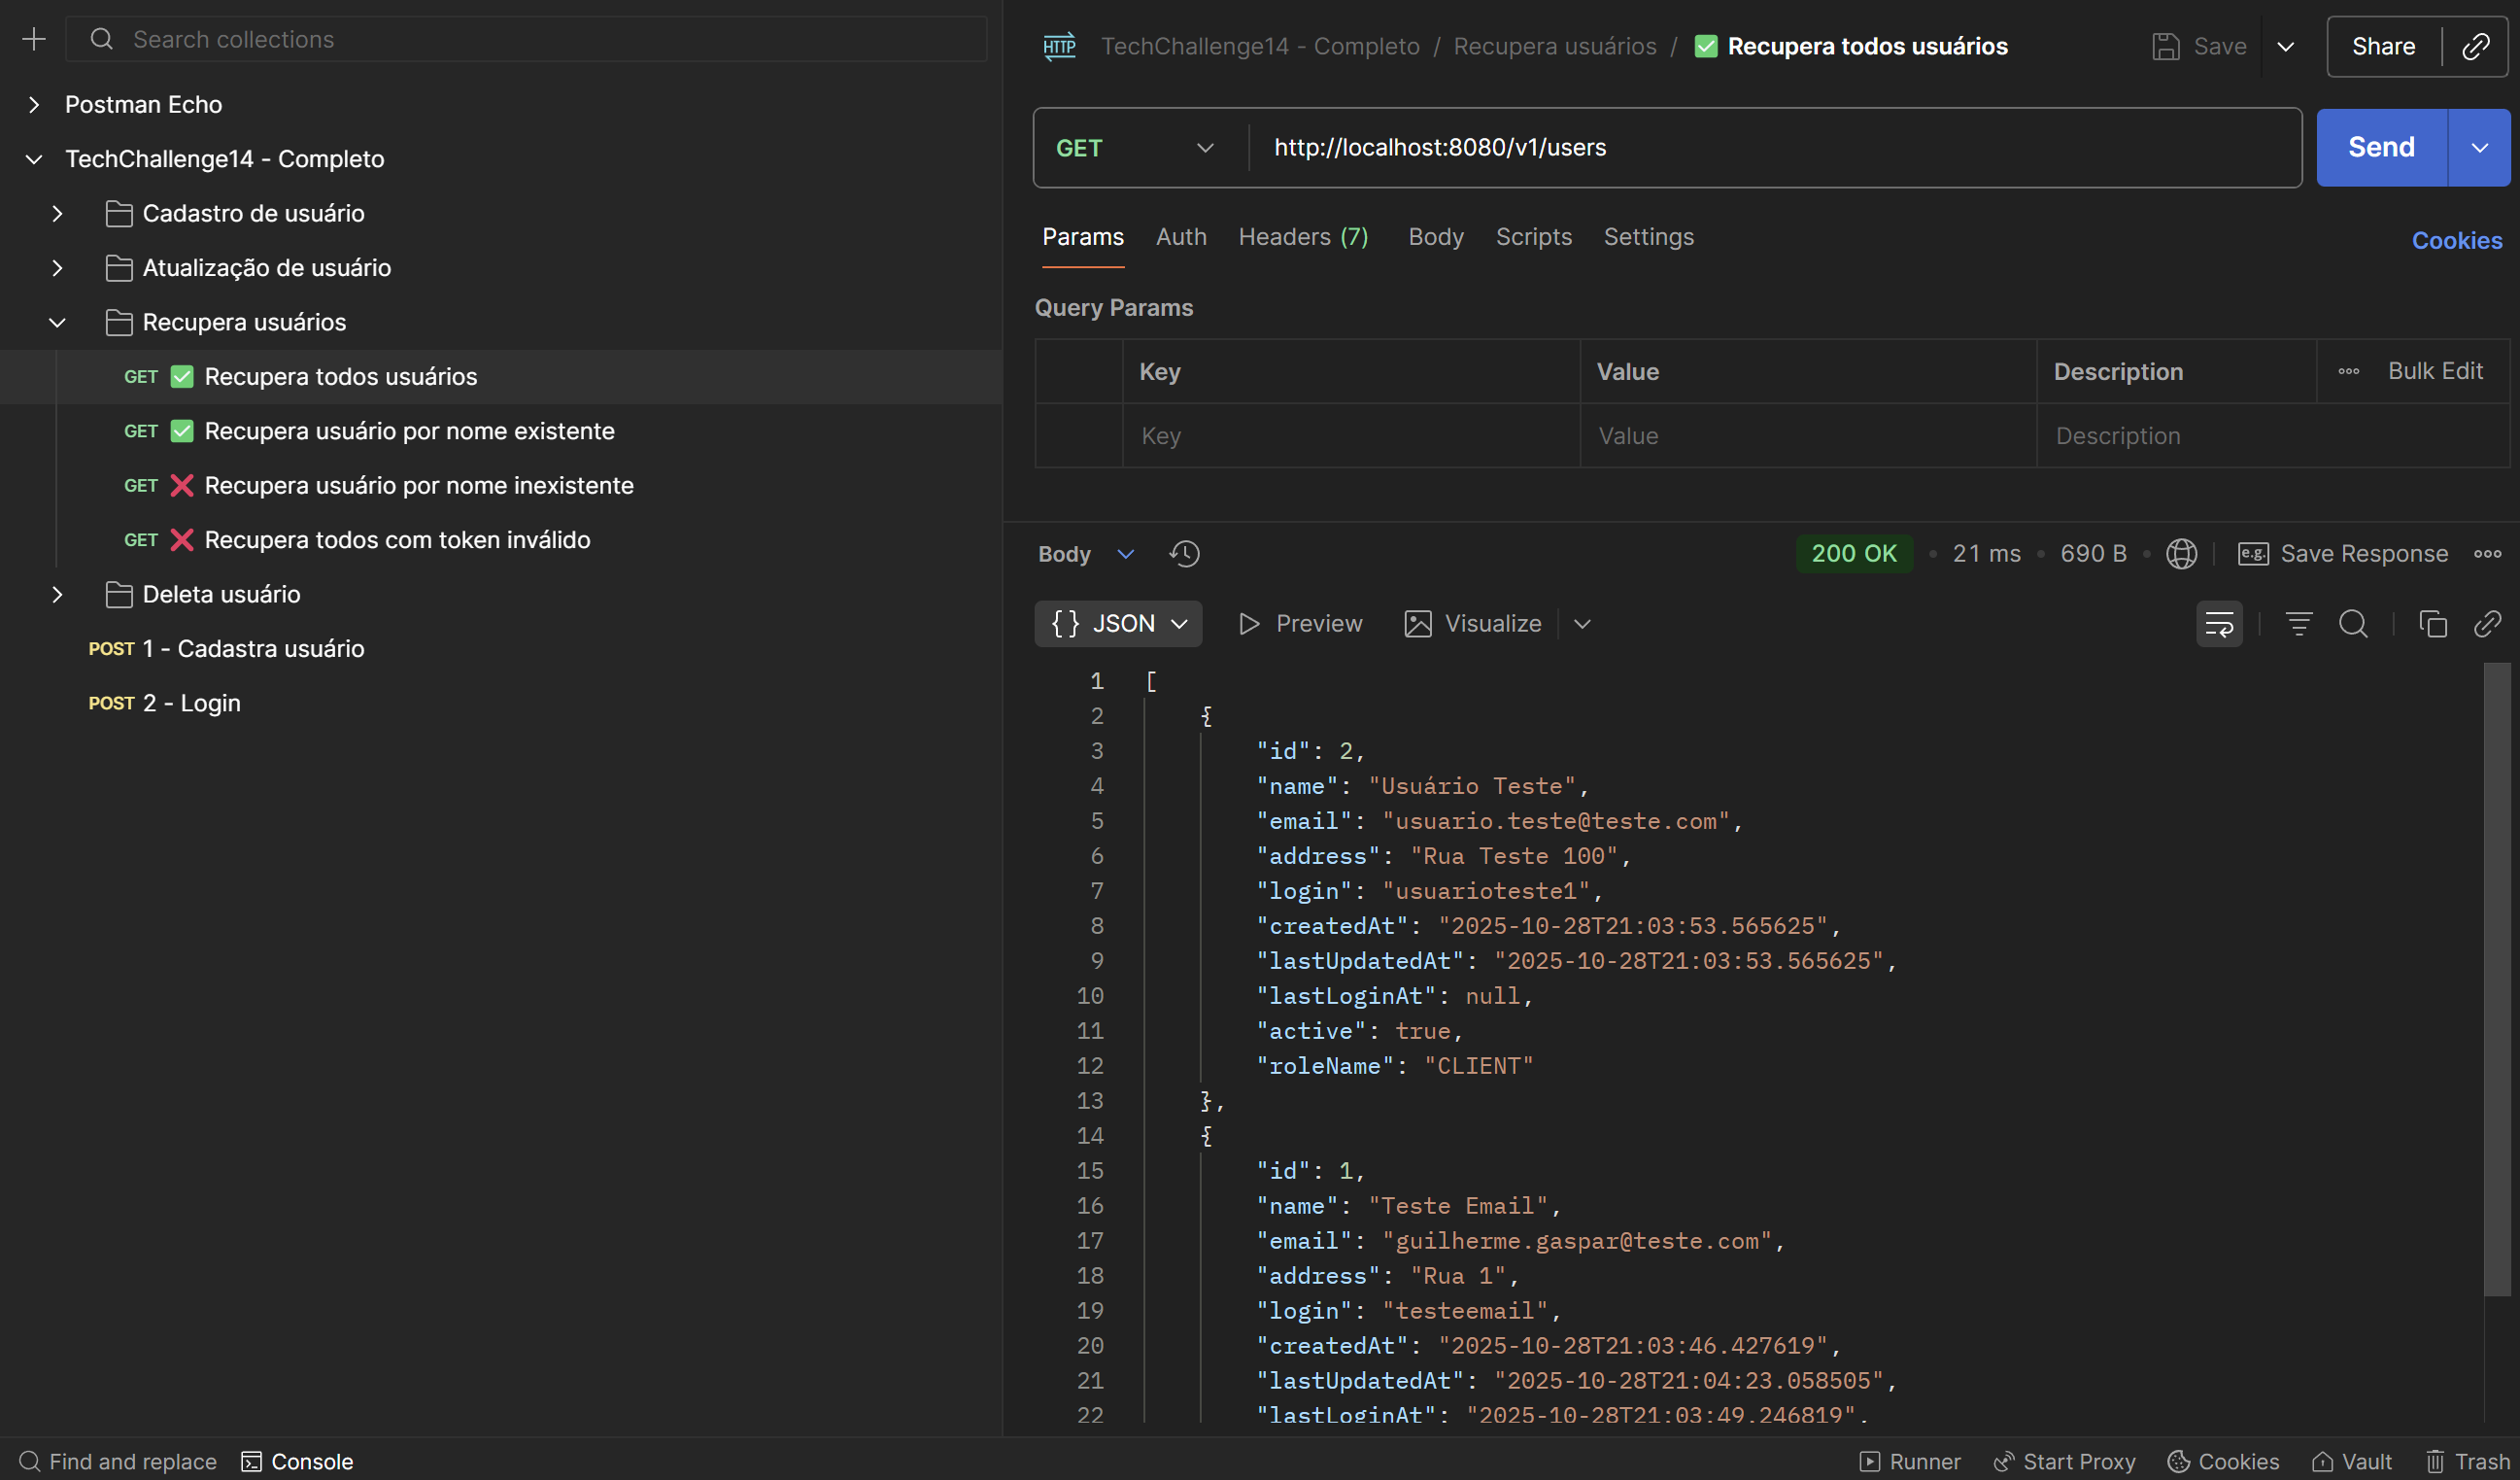 Search collections
Postman Echo
TechChallenge14 - Completo
Cadastro de usuário
Atualização de usuário
Recupera usuários
GET ✅ Recupera todos usuários
GET ✅ Recupera usuário por nome existente
GET ❌ Recupera usuário por nome inexistente
GET ❌ Recupera todos com token inválido
Deleta usuário
POST 1 - Cadastra usuário
POST 2 - Login
HTTP TechChallenge14 - Completo / Recupera usuários / ✅ Recupera todos usuários Save Share
GET http://localhost:8080/v1/users Send
Params Auth Headers (7) Body Scripts Settings Cookies
Query Params
Key Value Description Bulk Edit
Key Value Description
Body 200 OK • 21 ms • 690 B • e.g. Save Response
{ } JSON Preview Visualize
1 [
2 {
3 "id": 2,
4 "name": "Usuário Teste",
5 "email": "usuario.teste@teste.com",
6 "address": "Rua Teste 100",
7 "login": "usuarioteste1",
8 "createdAt": "2025-10-28T21:03:53.565625",
9 "lastUpdatedAt": "2025-10-28T21:03:53.565625",
10 "lastLoginAt": null,
11 "active": true,
12 "roleName": "CLIENT"
13 },
14 {
15 "id": 1,
16 "name": "Teste Email",
17 "email": "guilherme.gaspar@teste.com",
18 "address": "Rua 1",
19 "login": "testeemail",
20 "createdAt": "2025-10-28T21:03:46.427619",
21 "lastUpdatedAt": "2025-10-28T21:04:23.058505",
22 "lastLoginAt": "2025-10-28T21:03:49.246819",
Find and replace Console Runner Start Proxy Cookies Vault Trash